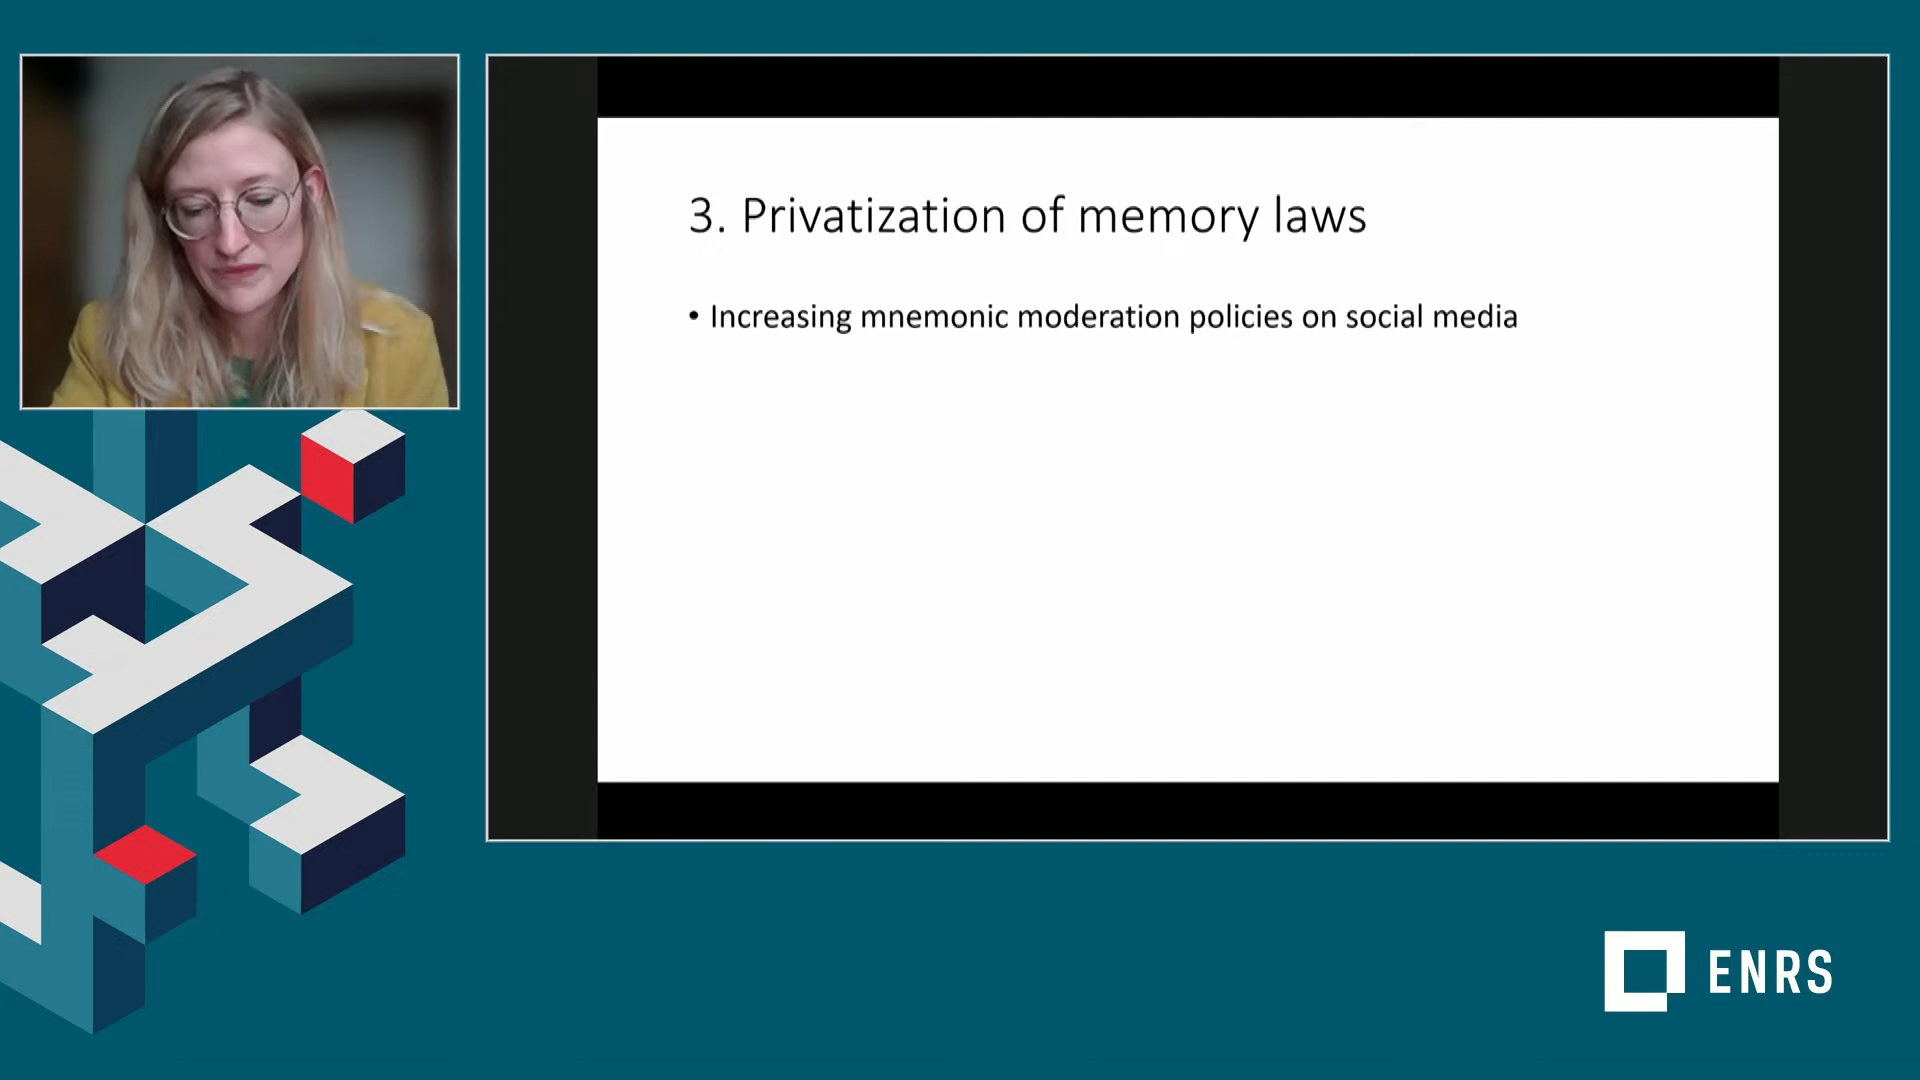 3. Privatization of memory laws
• Increasing mnemonic moderation policies on social media
ENRS